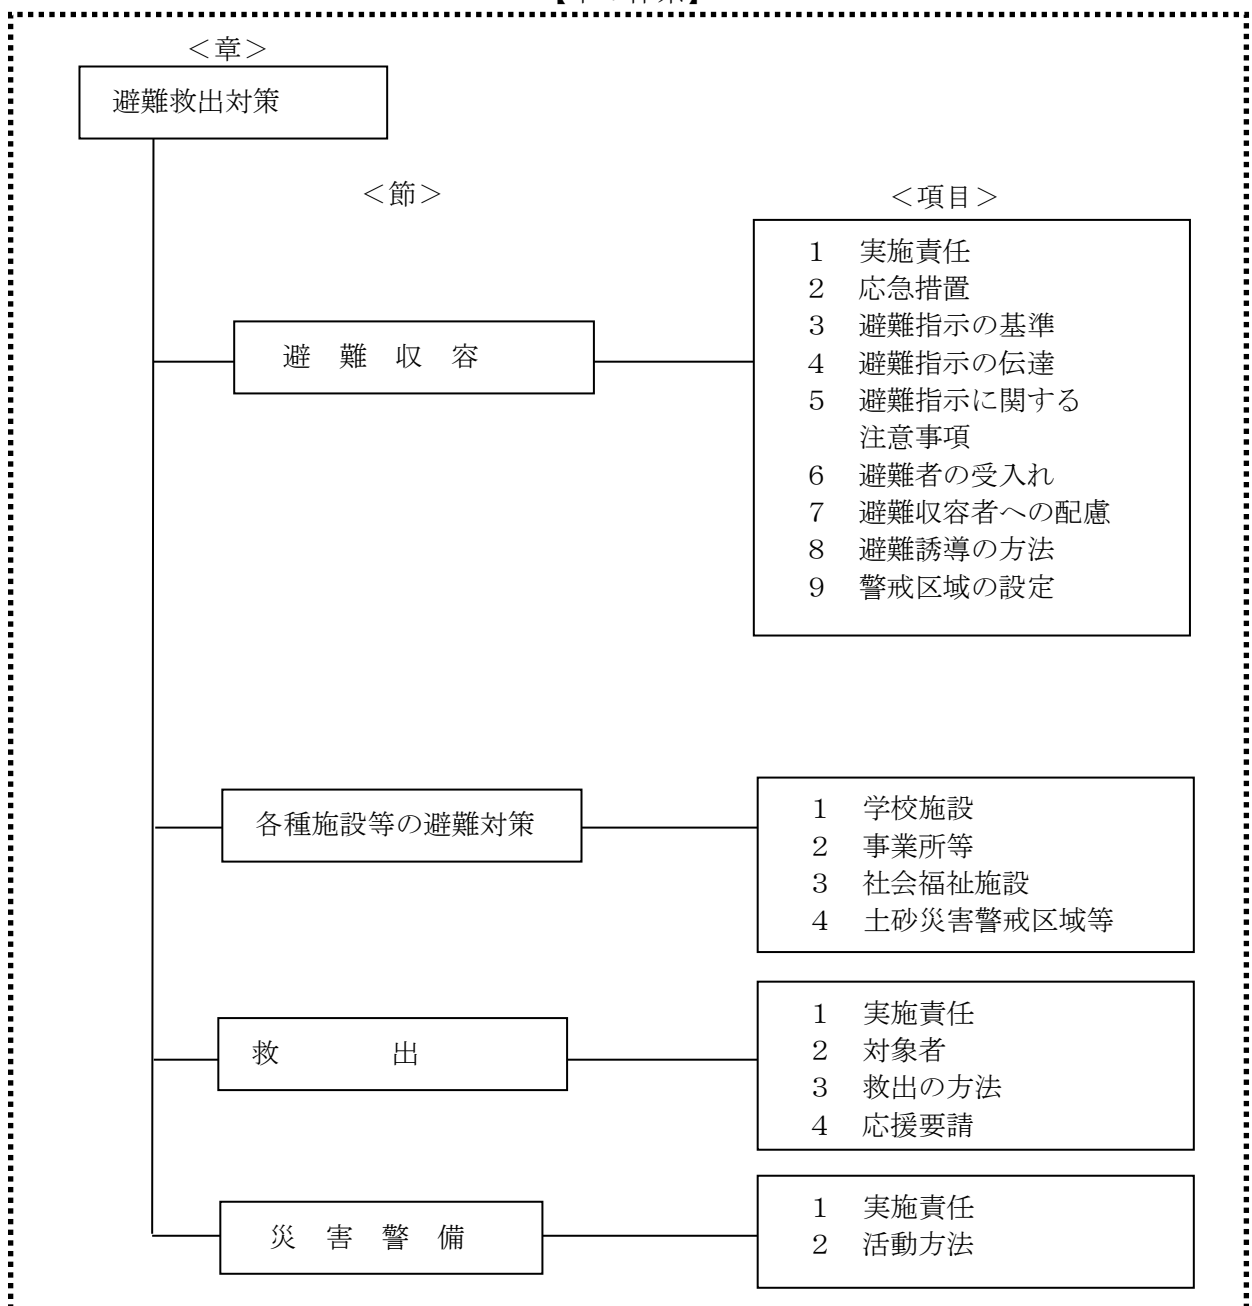 ＜章＞
避難救出対策
＜節＞
＜項目＞
避　難　収　容
１　実施責任
２　応急措置
３　避難指示の基準
４　避難指示の伝達
５　避難指示に関する
注意事項
６　避難者の受入れ
７　避難収容者への配慮
８　避難誘導の方法
９　警戒区域の設定
各種施設等の避難対策
１　学校施設
２　事業所等
３　社会福祉施設
４　土砂災害警戒区域等
救　　　　出
１　実施責任
２　対象者
３　救出の方法
４　応援要請
災　害　警　備
１　実施責任
２　活動方法